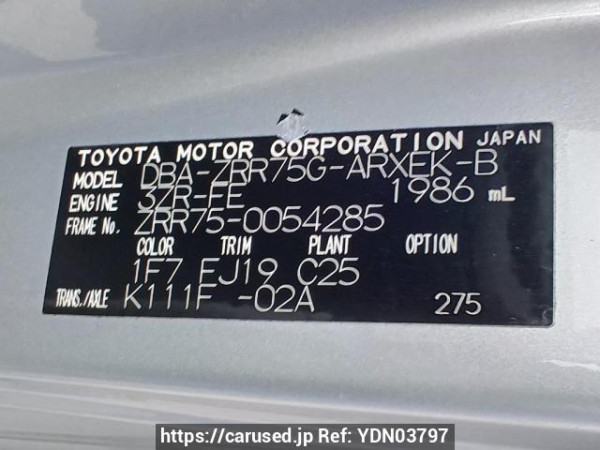 TOYOTA MOTOR CORPORATION JAPAN
MODEL DBA-ZRR75G-ARXEK-B
ENGINE 3ZR-FE 1986 mL
FRAME No. ZRR75-0054285
COLOR TRIM PLANT OPTION
1F7 FJ19 C25
TRANS./AXLE K111F -02A 275
https://carused.jp Ref: YDN03797